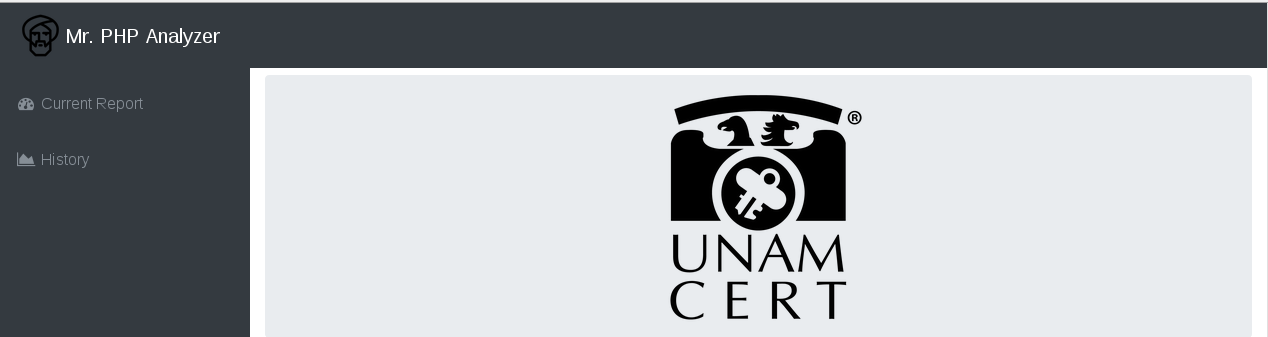 Mr. PHP Analyzer
Current Report
History
®
UNAM
CERT